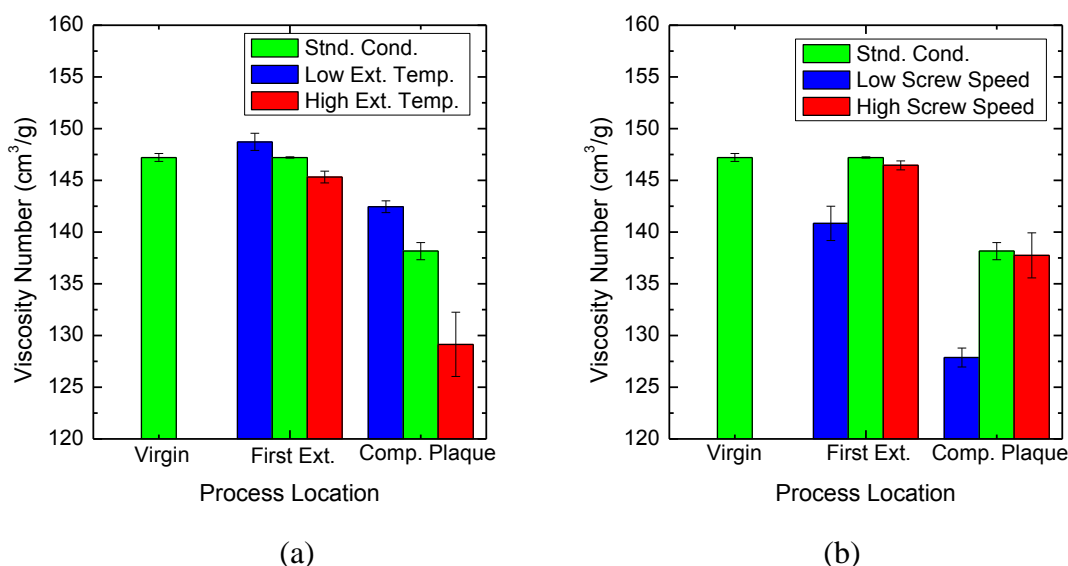 160
155
150
145
140
135
130
125
120
Viscosity Number (cm³/g)
Stnd. Cond.
Low Ext. Temp.
High Ext. Temp.
Virgin First Ext. Comp. Plaque
Process Location
(a)
160
155
150
145
140
135
130
125
120
Viscosity Number (cm³/g)
Stnd. Cond.
Low Screw Speed
High Screw Speed
Virgin First Ext. Comp. Plaque
Process Location
(b)